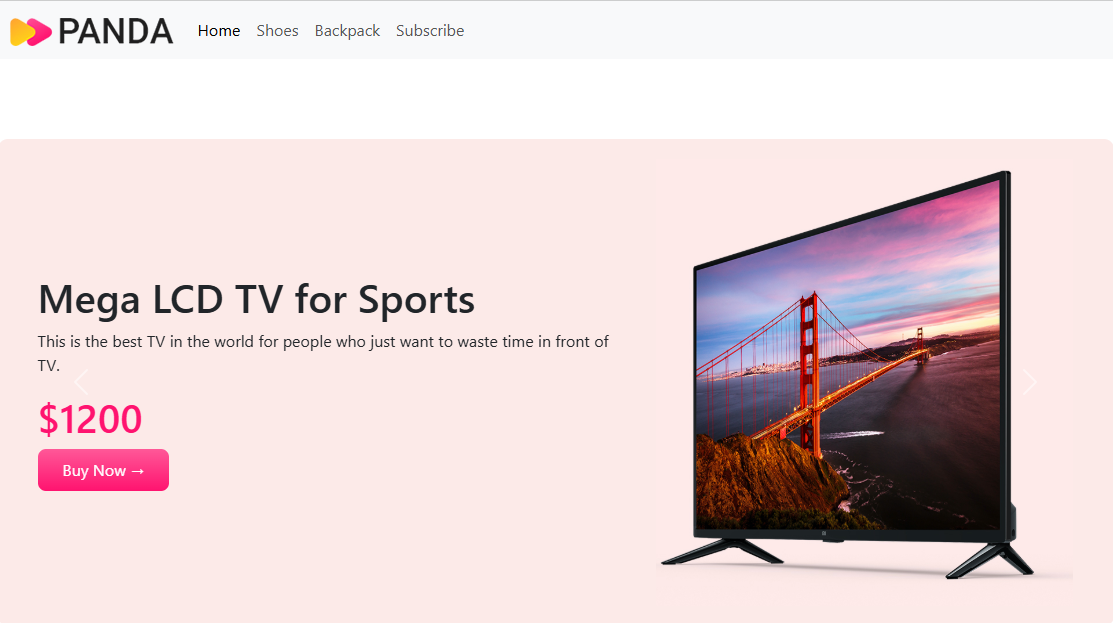 PANDA
Home Shoes Backpack Subscribe
Mega LCD TV for Sports
This is the best TV in the world for people who just want to waste time in front of
TV.
$1200
Buy Now →